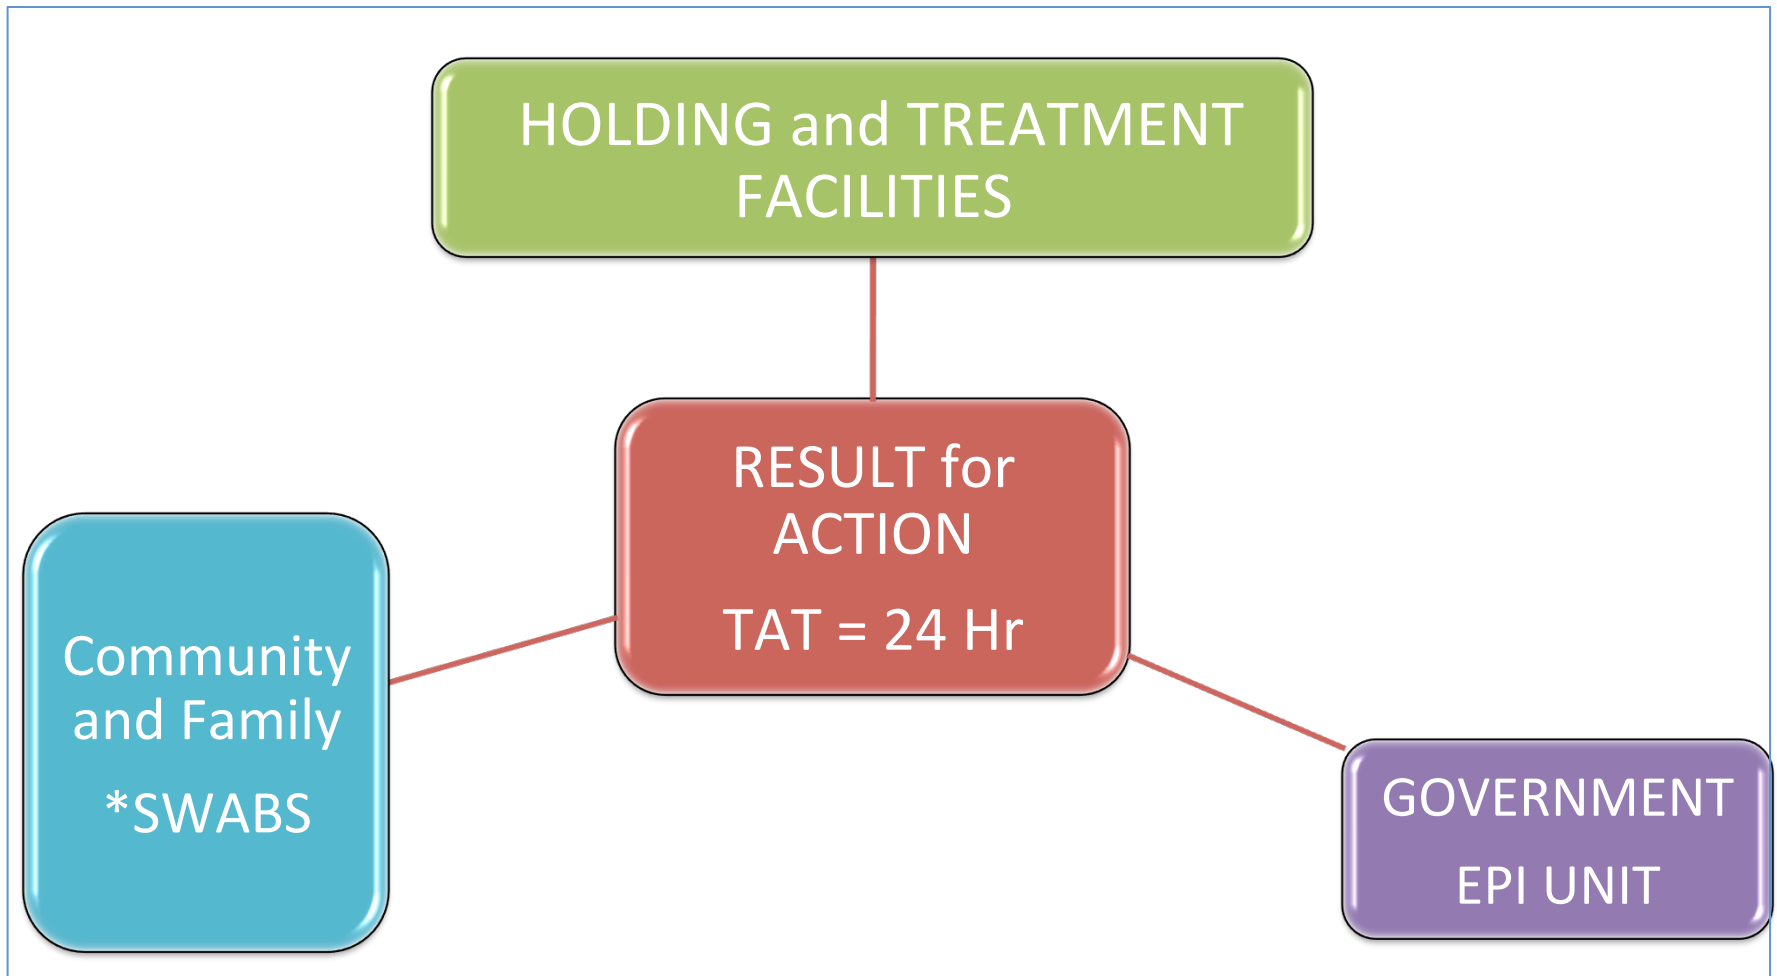 HOLDING and TREATMENT
FACILITIES
RESULT for
ACTION
TAT = 24 Hr
Community
and Family
*SWABS
GOVERNMENT
EPI UNIT